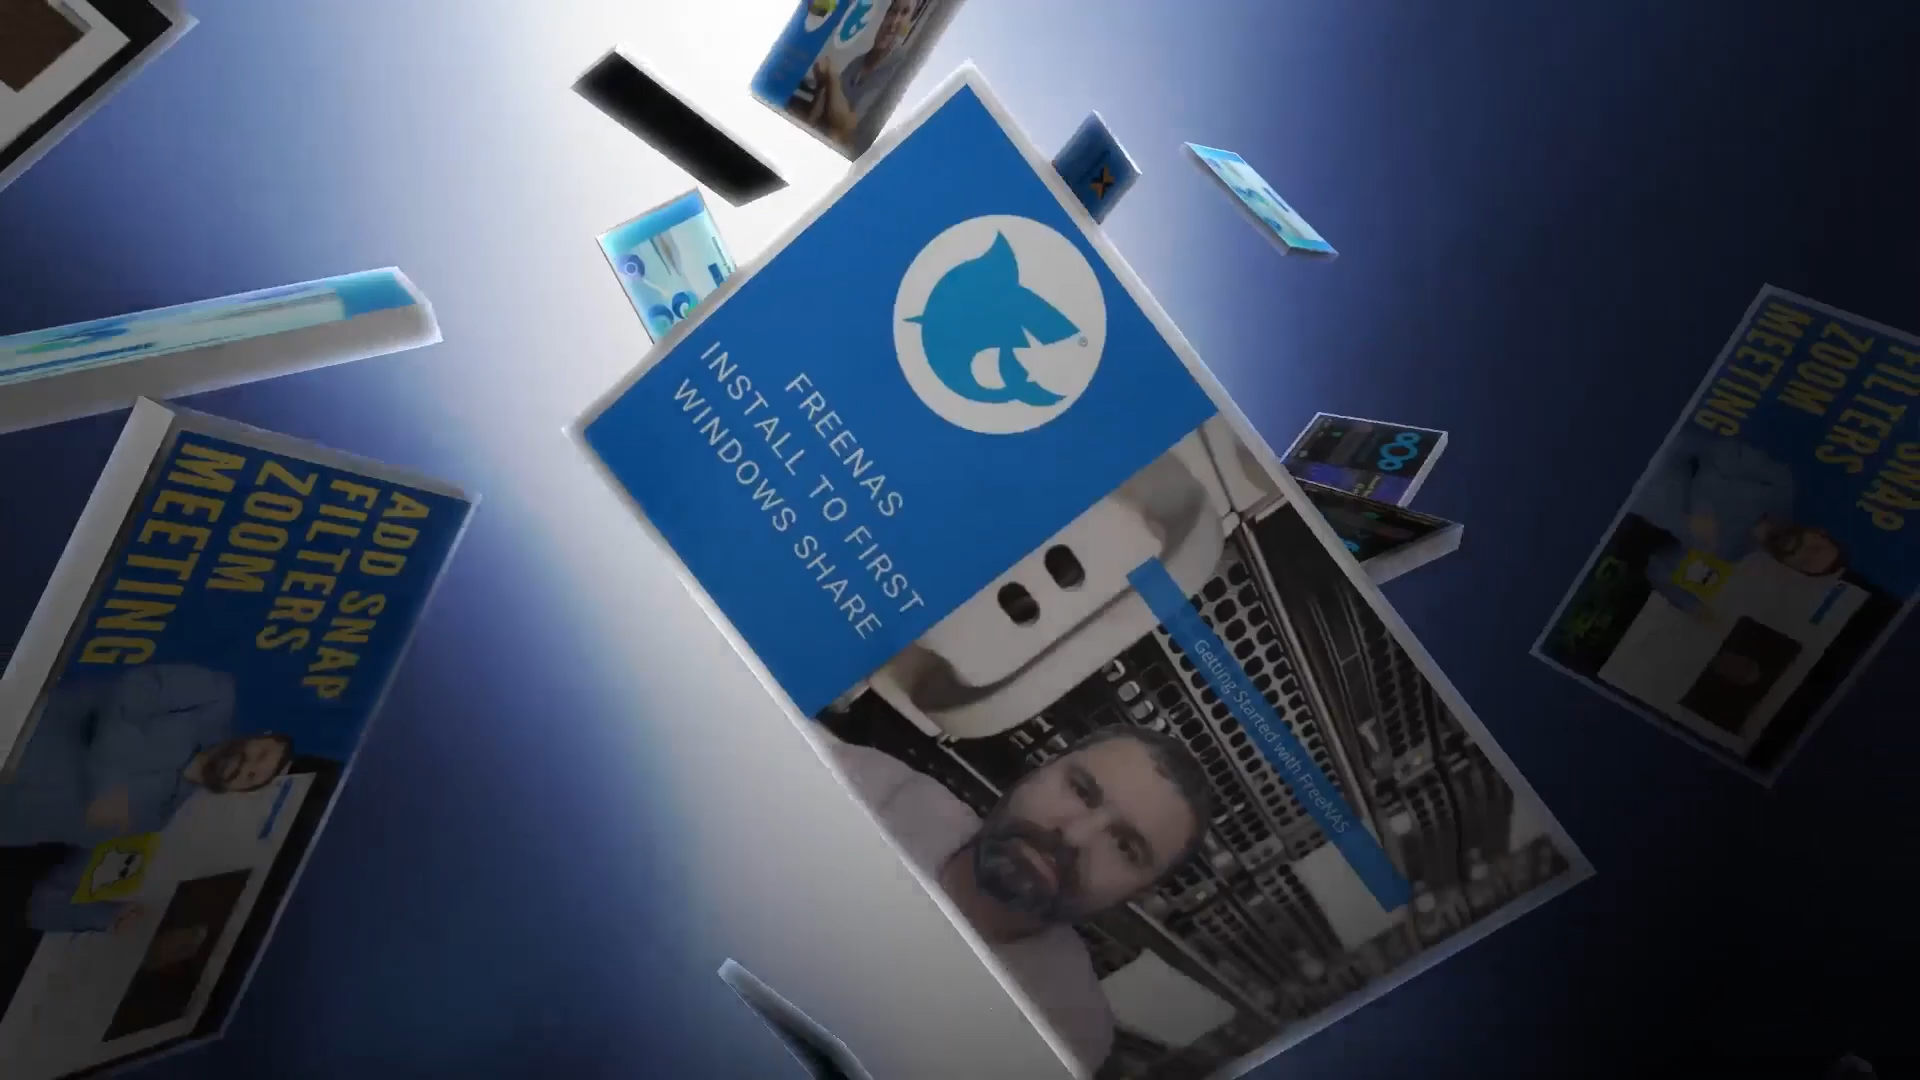 FREENAS
INSTALL TO FIRST
WINDOWS SHARE
Getting Started with FreeNAS
ADD SNAP
FILTERS
ZOOM
MEETING
SNAP
FILTERS
ZOOM
MEETING